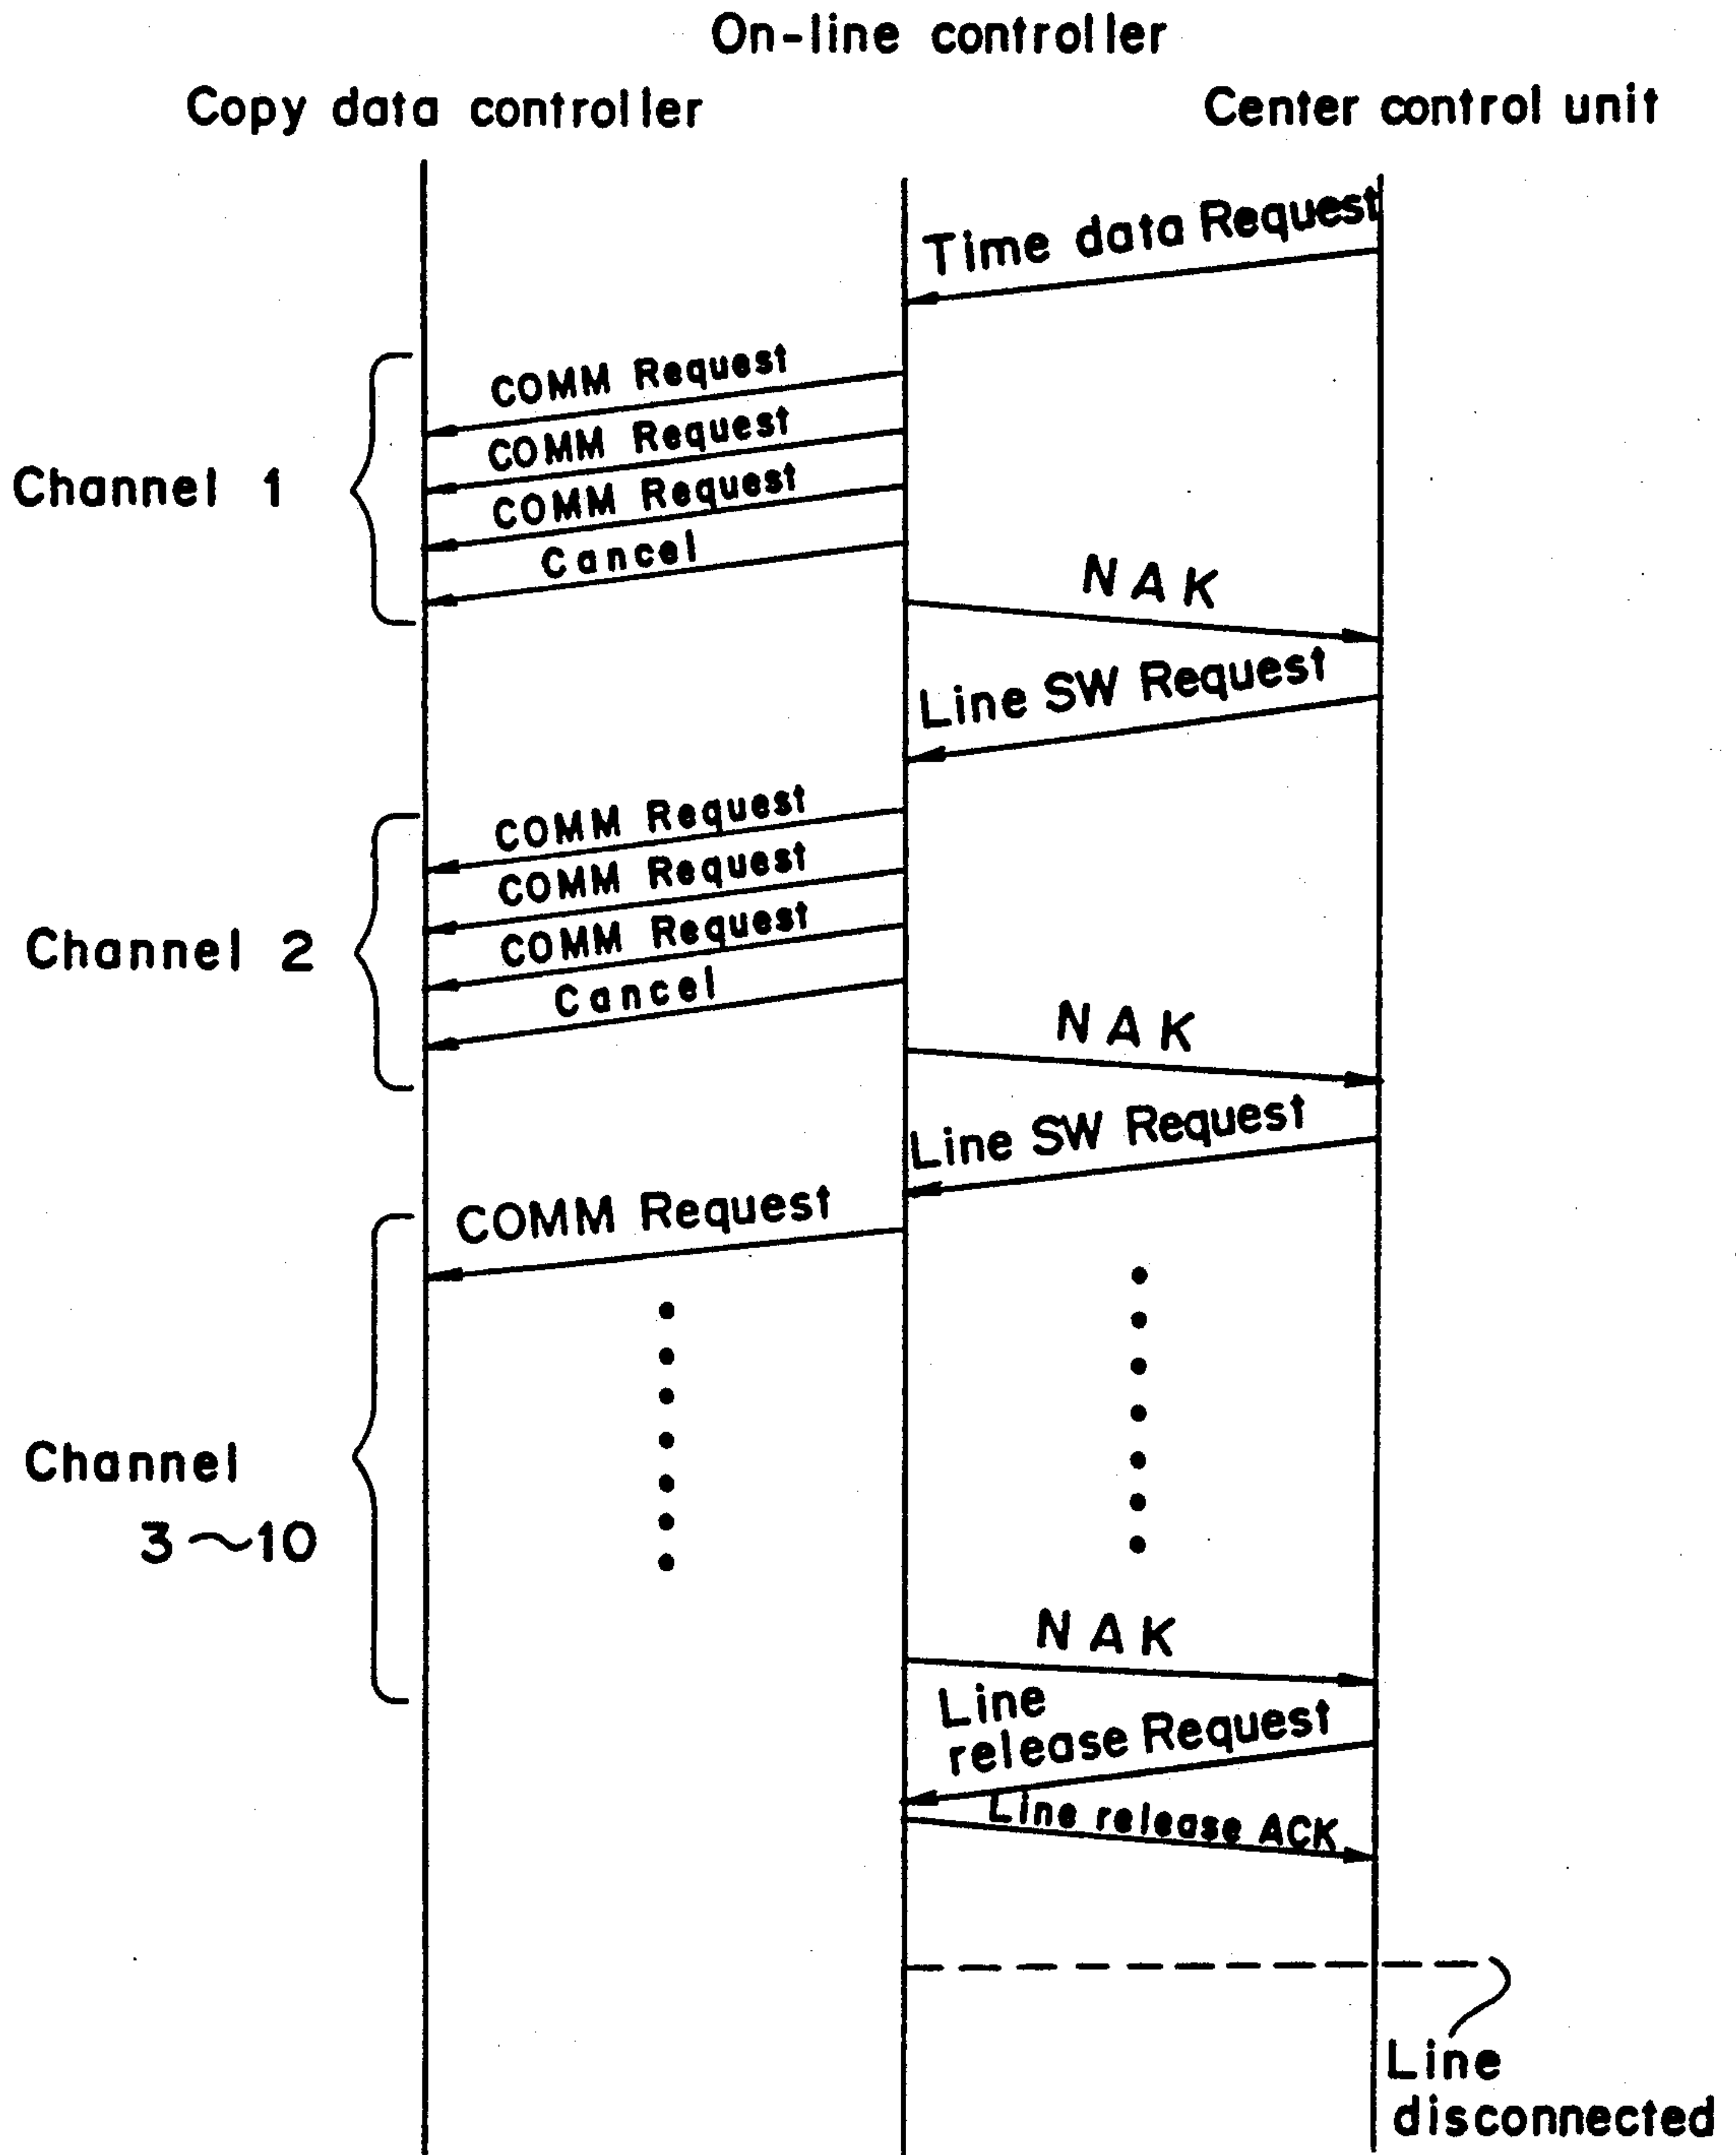 On-line controller
Copy data controller
Center control unit
Time data Request
COMM Request
COMM Request
Channel 1
COMM Request
Cancel
NAK
Line SW Request
COMM Request
COMM Request
Channel 2
COMM Request
Cancel
NAK
Line SW Request
COMM Request
Channel
3~10
NAK
Line
release Request
Line release ACK
Line
disconnected